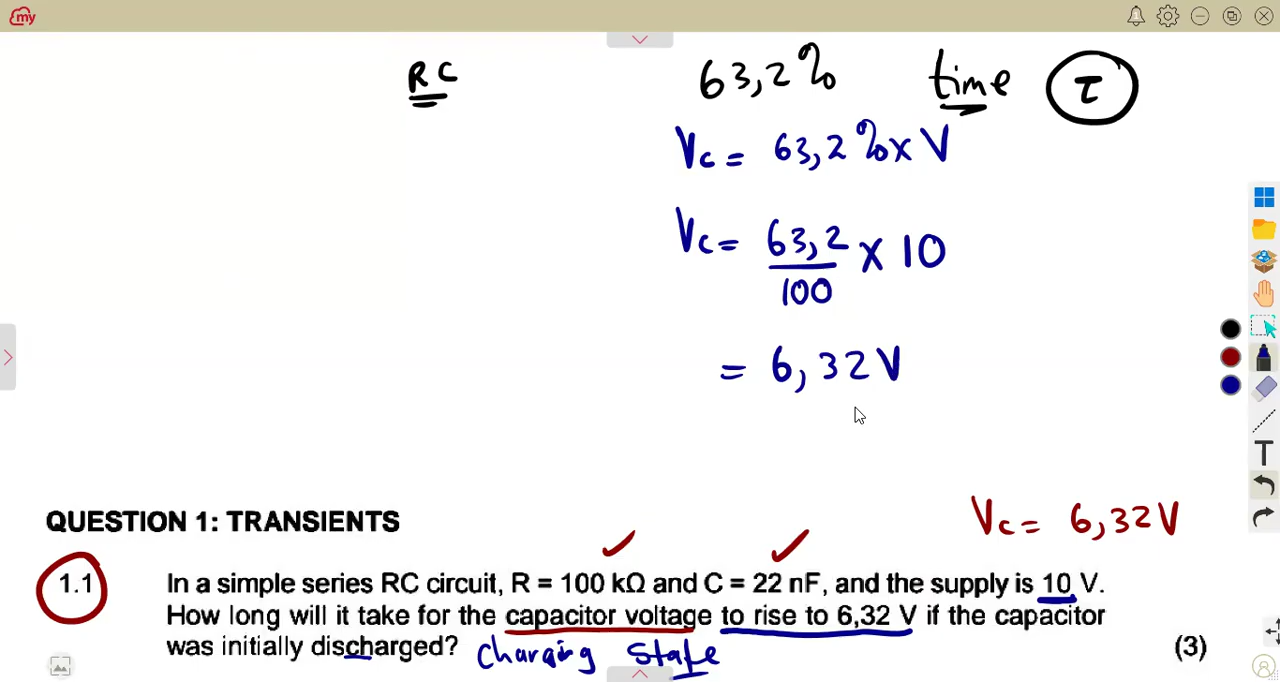 my
RC 63,2% time τ
Vc = 63,2% x V
Vc = 63,2 x 10
100
= 6,32 V
QUESTION 1: TRANSIENTS
Vc = 6,32 V
1.1 In a simple series RC circuit, R = 100 kΩ and C = 22 nF, and the supply is 10 V.
How long will it take for the capacitor voltage to rise to 6,32 V if the capacitor
was initially discharged? Charging State (3)
T